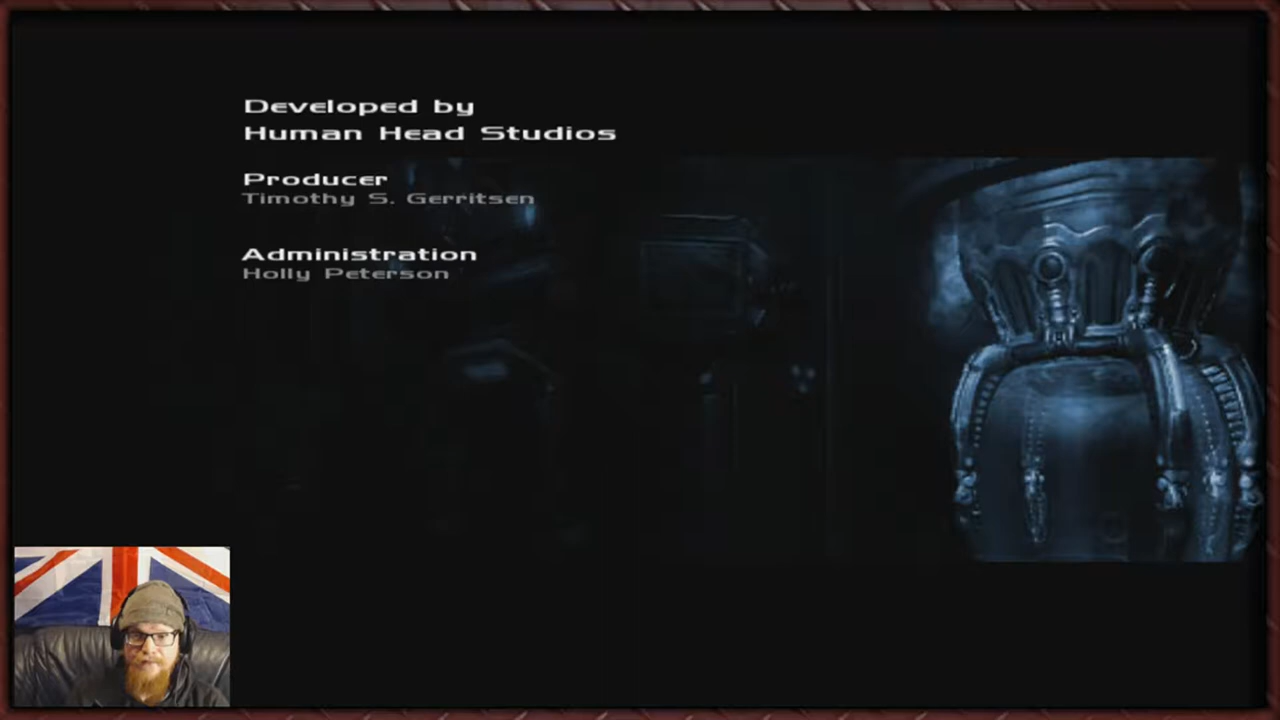 Developed by
Human Head Studios
Producer
Timothy S. Gerritsen
Administration
Holly Peterson